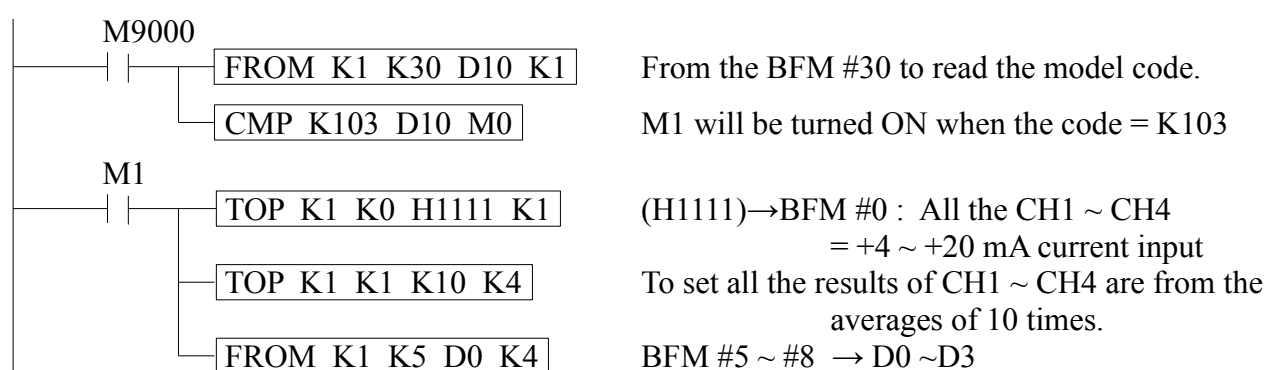 M9000
FROM K1 K30 D10 K1 From the BFM #30 to read the model code.
CMP K103 D10 M0 M1 will be turned ON when the code = K103
M1
TOP K1 K0 H1111 K1 (H1111)→BFM #0 : All the CH1 ~ CH4
= +4 ~ +20 mA current input
TOP K1 K1 K10 K4 To set all the results of CH1 ~ CH4 are from the
averages of 10 times.
FROM K1 K5 D0 K4 BFM #5 ~ #8 → D0 ~D3